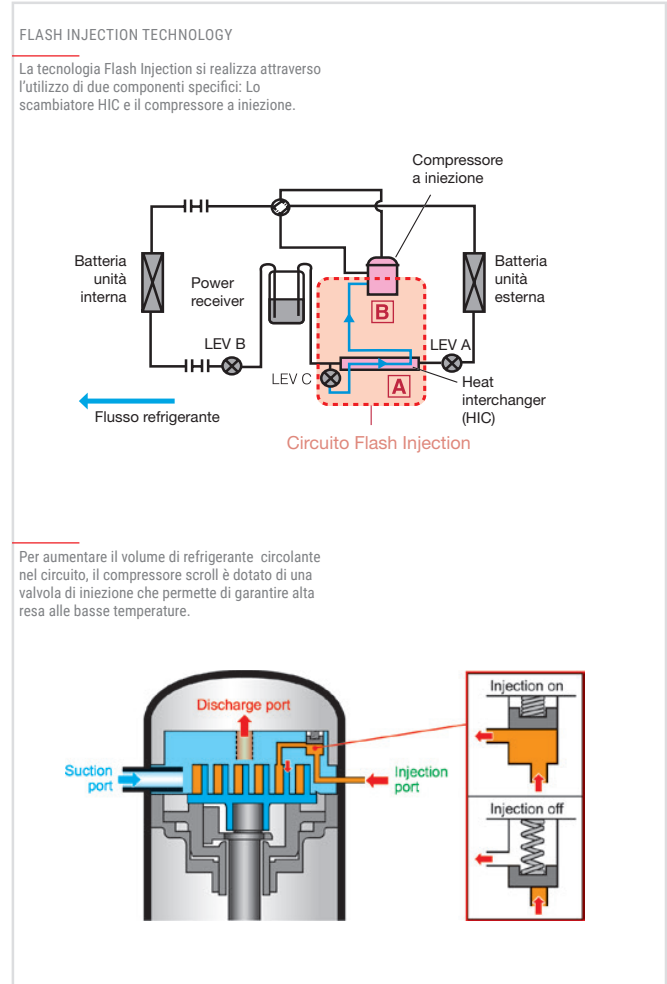 FLASH INJECTION TECHNOLOGY
La tecnologia Flash Injection si realizza attraverso
l'utilizzo di due componenti specifici: Lo
scambiatore HIC e il compressore a iniezione.
Compressore
a iniezione
Batteria
unità
interna
Power
receiver
Batteria
unità
esterna
B
LEV B
LEV A
LEV C
A
Heat
interchanger
(HIC)
Flusso refrigerante
Circuito Flash Injection
Per aumentare il volume di refrigerante circolante
nel circuito, il compressore scroll è dotato di una
valvola di iniezione che permette di garantire alta
resa alle basse temperature.
Discharge port
Suction
port
Injection
port
Injection on
Injection off